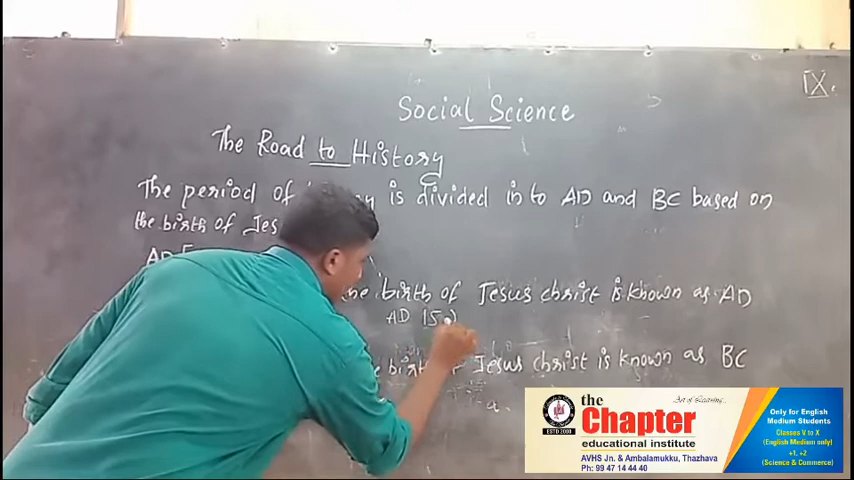 IX.
Social Science
The Road to History
The period of is divided in to AD and BC based on
the birth of Jes
AD
the birth of Jesus christ is known as AD
AD 15
Jesus christ is known as BC
the Chapter
Art of Learning...
educational institute
ESTD 2000
AVHS Jn. & Ambalamukku, Thazhava
Ph: 99 47 14 44 40
Only for English
Medium Students
Classes V to X
(English Medium only)
+1, +2
(Science & Commerce)